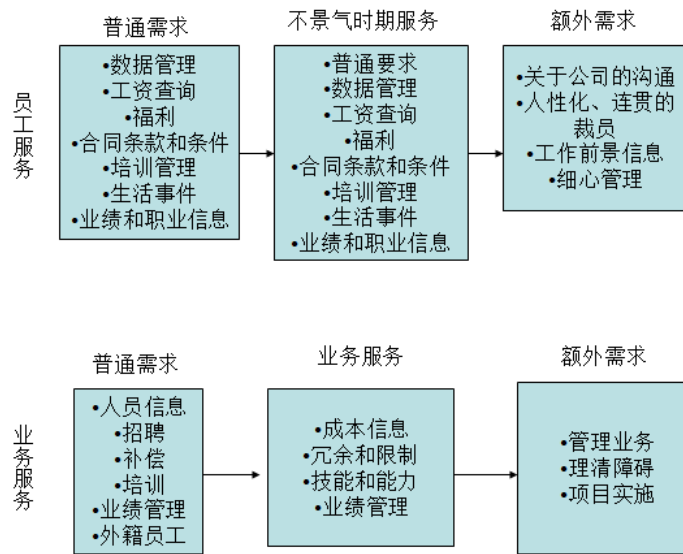 普通需求
不景气时期服务
额外需求
员工服务
•数据管理
•工资查询
•福利
•合同条款和条件
•培训管理
•生活事件
•业绩和职业信息
•普通要求
•数据管理
•工资查询
•福利
•合同条款和条件
•培训管理
•生活事件
•业绩和职业信息
•关于公司的沟通
•人性化、连贯的
裁员
•工作前景信息
•细心管理
普通需求
业务服务
额外需求
业务服务
•人员信息
•招聘
•补偿
•培训
•业绩管理
•外籍员工
•成本信息
•冗余和限制
•技能和能力
•业绩管理
•管理业务
•理清障碍
•项目实施